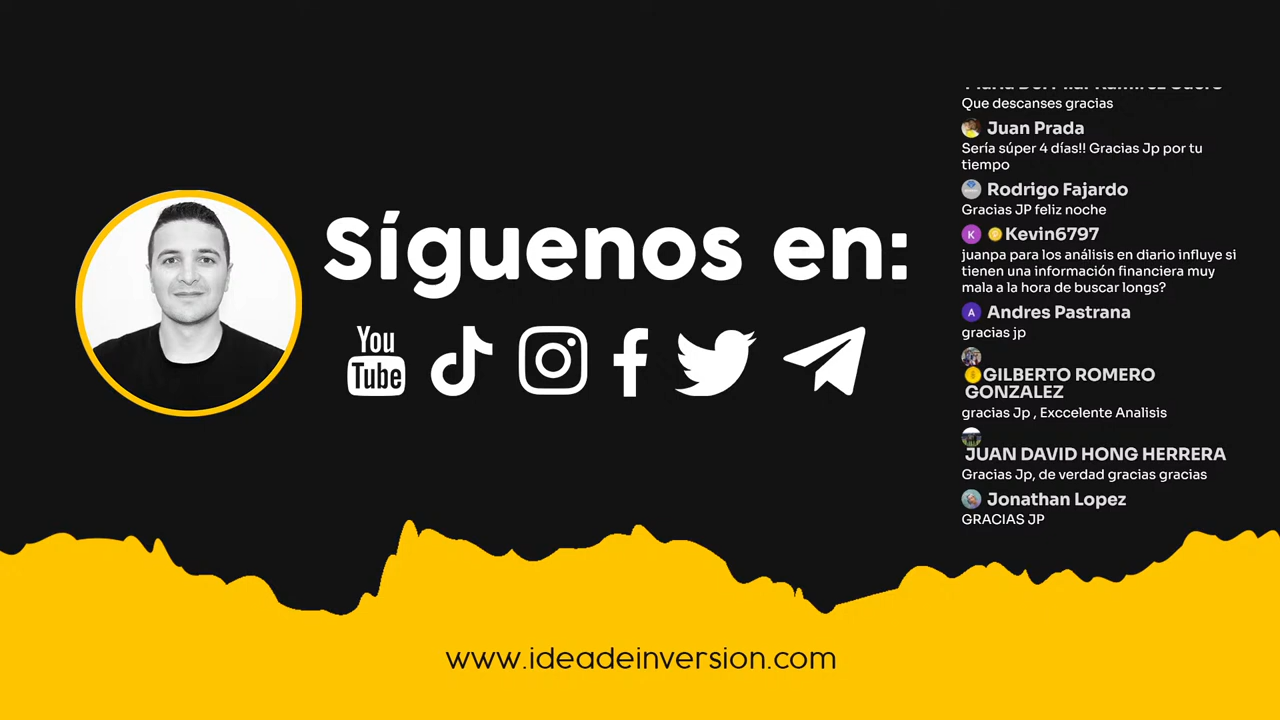 Síguenos en:
You
Tube
Que descanses gracias
Juan Prada
Sería súper 4 días!! Gracias Jp por tu
tiempo
Rodrigo Fajardo
Gracias JP feliz noche
K
Kevin6797
juanpa para los análisis en diario influye si
tienen una información financiera muy
mala a la hora de buscar longs?
A
Andres Pastrana
gracias jp
GILBERTO ROMERO
GONZALEZ
gracias Jp , Exccelente Analisis
JUAN DAVID HONG HERRERA
Gracias Jp, de verdad gracias gracias
Jonathan Lopez
GRACIAS JP
www.ideadeinversion.com